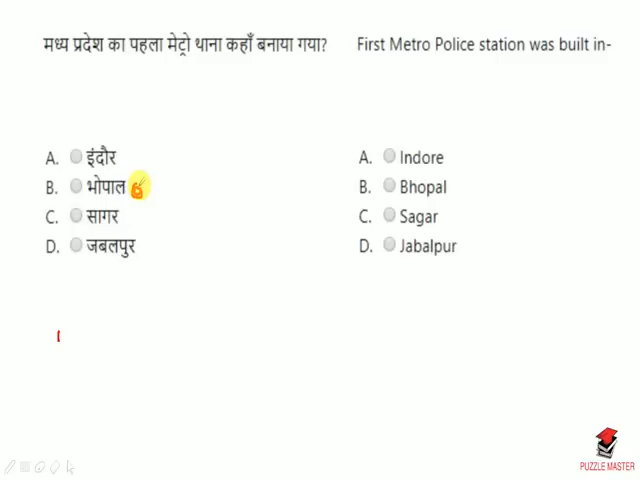 मध्य प्रदेश का पहला मेट्रो थाना कहाँ बनाया गया?
A. इंदौर
B. भोपाल
C. सागर
D. जबलपुर
First Metro Police station was built in-
A. Indore
B. Bhopal
C. Sagar
D. Jabalpur
PUZZLE MASTER